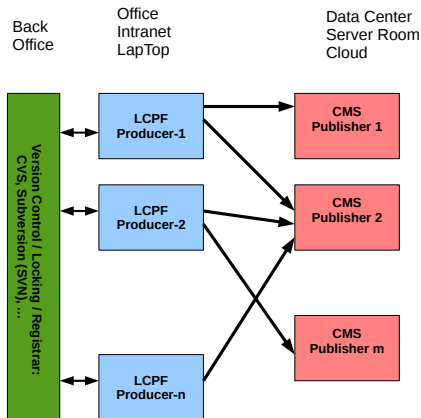 Back
Office
Office
Intranet
LapTop
Data Center
Server Room
Cloud
Version Control / Locking / Registrar:
CVS, Subversion (SVN), ...
LCPF
Producer-1
CMS
Publisher 1
LCPF
Producer-2
CMS
Publisher 2
CMS
Publisher m
LCPF
Producer-n